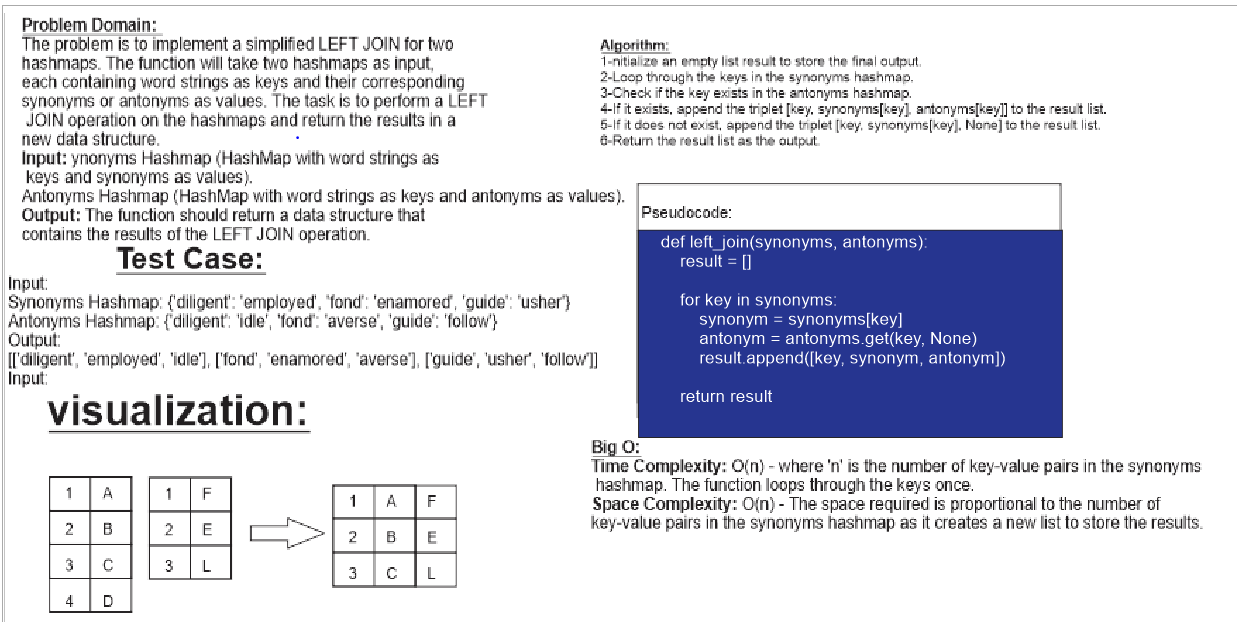 Problem Domain:
The problem is to implement a simplified LEFT JOIN for two
hashmaps. The function will take two hashmaps as input,
each containing word strings as keys and their corresponding
synonyms or antonyms as values. The task is to perform a LEFT
JOIN operation on the hashmaps and return the results in a
new data structure.
Input: ynonyms Hashmap (HashMap with word strings as
keys and synonyms as values).
Antonyms Hashmap (HashMap with word strings as keys and antonyms as values).
Output: The function should return a data structure that
contains the results of the LEFT JOIN operation.
Test Case:
Input:
Synonyms Hashmap: {'diligent': 'employed', 'fond': 'enamored', 'guide': 'usher'}
Antonyms Hashmap: {'diligent': 'idle', 'fond': 'averse', 'guide': 'follow'}
Output:
[['diligent', 'employed', 'idle'], ['fond', 'enamored', 'averse'], ['guide', 'usher', 'follow']]
Input:
visualization:
1 A
2 B
3 C
4 D
1 F
2 E
3 L
1 A F
2 B E
3 C L
Algorithm:
1-nitialize an empty list result to store the final output.
2-Loop through the keys in the synonyms hashmap.
3-Check if the key exists in the antonyms hashmap.
4-If it exists, append the triplet [key, synonyms[key], antonyms[key]] to the result list.
5-If it does not exist, append the triplet [key, synonyms[key], None] to the result list.
6-Return the result list as the output.
Pseudocode:
def left_join(synonyms, antonyms):
result = []
for key in synonyms:
synonym = synonyms[key]
antonym = antonyms.get(key, None)
result.append([key, synonym, antonym])
return result
Big O:
Time Complexity: O(n) - where 'n' is the number of key-value pairs in the synonyms
hashmap. The function loops through the keys once.
Space Complexity: O(n) - The space required is proportional to the number of
key-value pairs in the synonyms hashmap as it creates a new list to store the results.